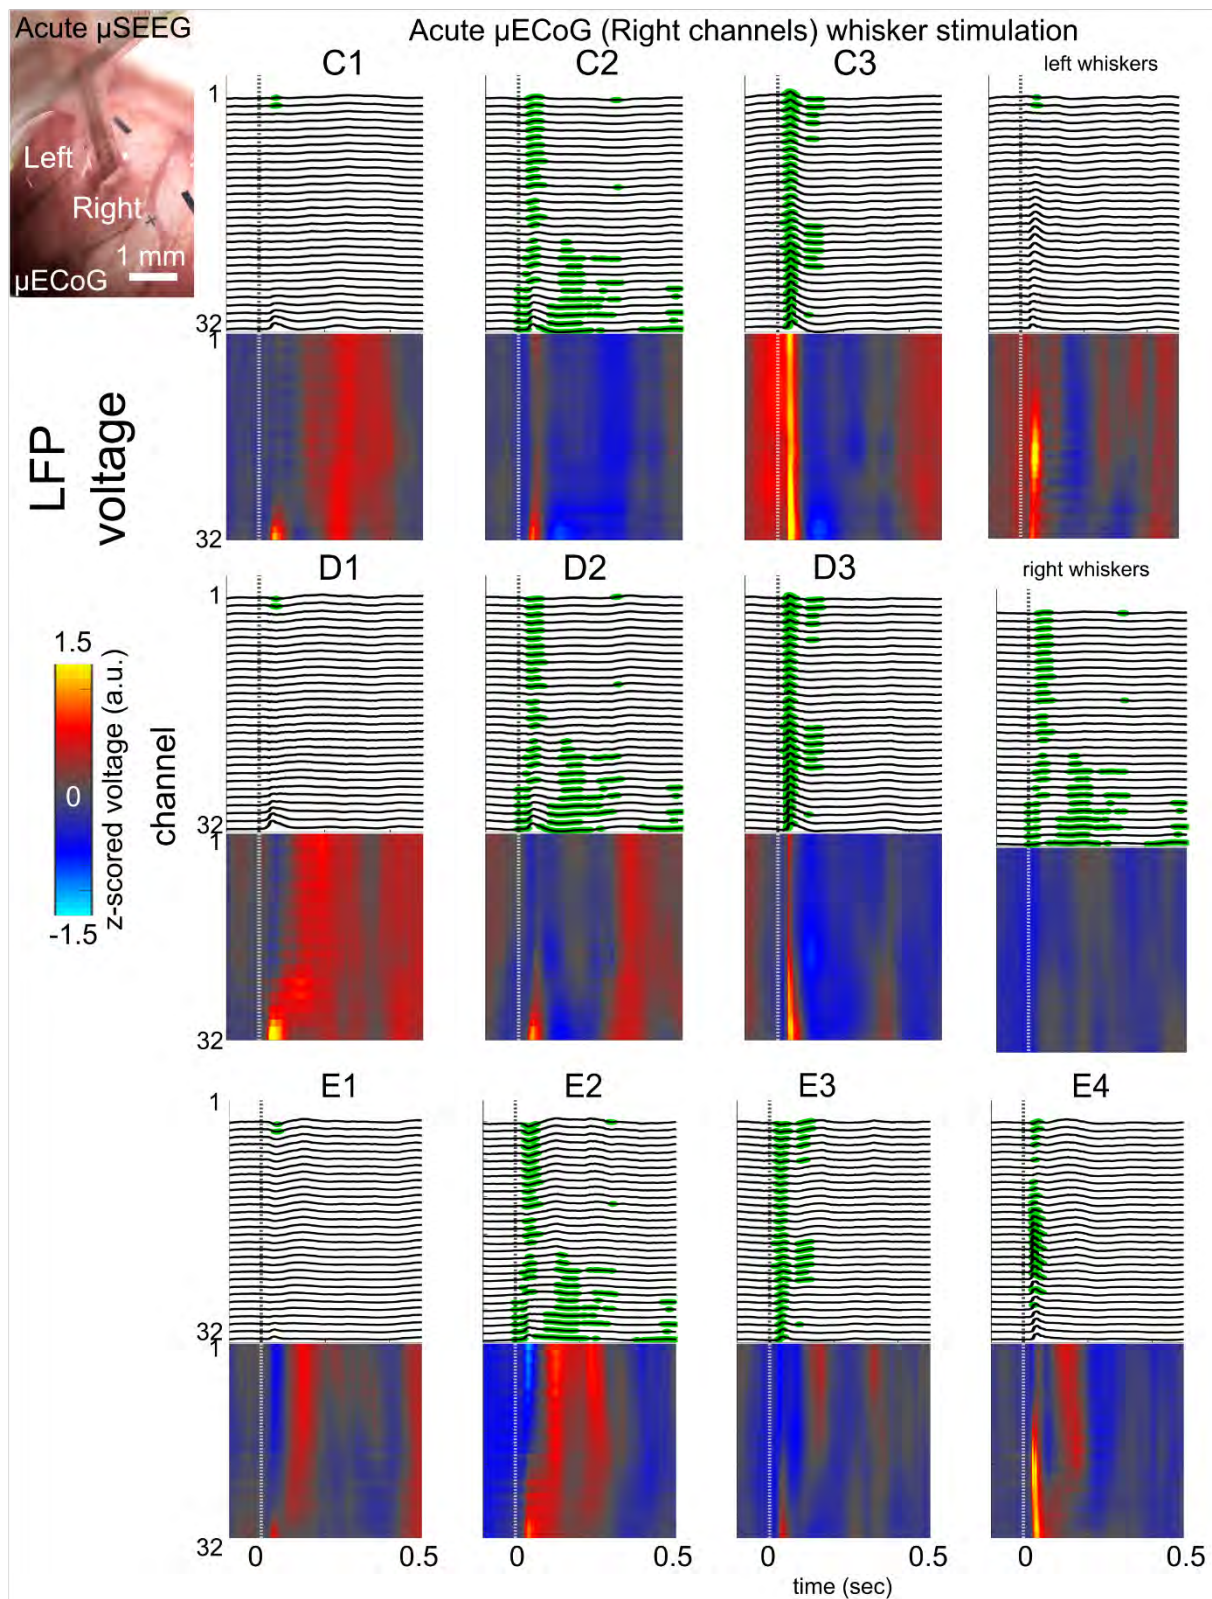 Acute µSEEG
Acute µECoG (Right channels) whisker stimulation
Left
Right
1 mm
µECoG
C1
C2
C3
left whiskers
1
32
1
32
LFP
voltage
D1
D2
D3
right whiskers
1
32
1
32
1.5
0
-1.5
z-scored voltage (a.u.)
channel
E1
E2
E3
E4
1
32
1
32
0
0.5
0
0.5
0
0.5
0
0.5
time (sec)